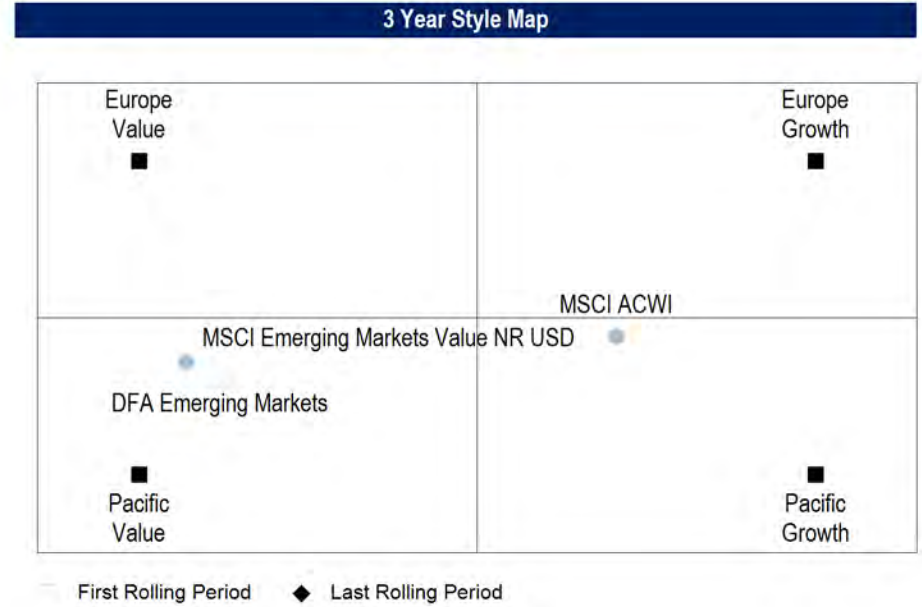 3 Year Style Map
Europe
Value
Europe
Growth
MSCI ACWI
MSCI Emerging Markets Value NR USD
DFA Emerging Markets
Pacific
Value
Pacific
Growth
First Rolling Period ◆ Last Rolling Period